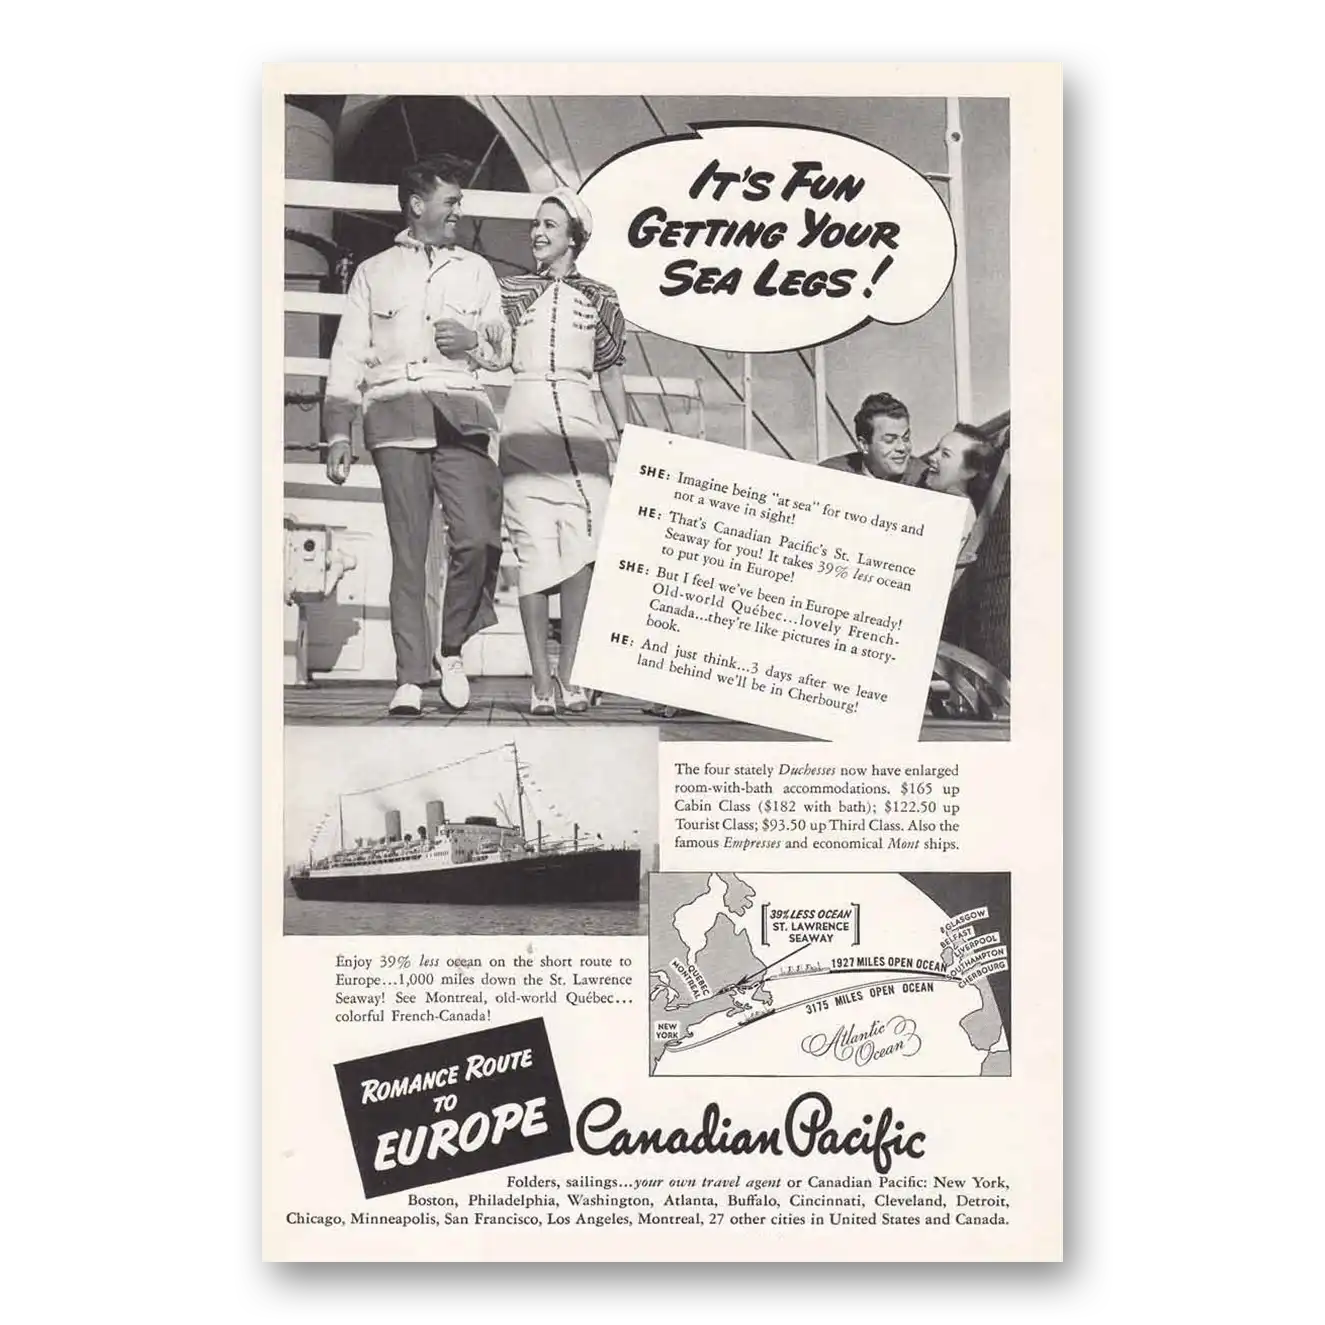 IT'S FUN
GETTING YOUR
SEA LEGS!
SHE: Imagine being "at sea" for two days and
not a wave in sight!
HE: That's Canadian Pacific's St. Lawrence
Seaway for you! It takes 39% less ocean
to put you in Europe!
SHE: But I feel we've been in Europe already!
Old-world Québec...lovely French-
Canada...they're like pictures in a story-
book.
HE: And just think...3 days after we leave
land behind we'll be in Cherbourg!
The four stately Duchesses now have enlarged
room-with-bath accommodations. $165 up
Cabin Class ($182 with bath); $122.50 up
Tourist Class; $93.50 up Third Class. Also the
famous Empresses and economical Mont ships.
Enjoy 39% less ocean on the short route to
Europe...1,000 miles down the St. Lawrence
Seaway! See Montreal, old-world Québec...
colorful French-Canada!
39% LESS OCEAN
ST. LAWRENCE
SEAWAY
GLASGOW
BELFAST
LIVERPOOL
SOUTHAMPTON
CHERBOURG
QUEBEC
MONTREAL
1927 MILES OPEN OCEAN
3175 MILES OPEN OCEAN
NEW
YORK
Atlantic
Ocean
ROMANCE ROUTE
TO
EUROPE
Canadian Pacific
Folders, sailings...your own travel agent or Canadian Pacific: New York,
Boston, Philadelphia, Washington, Atlanta, Buffalo, Cincinnati, Cleveland, Detroit,
Chicago, Minneapolis, San Francisco, Los Angeles, Montreal, 27 other cities in United States and Canada.